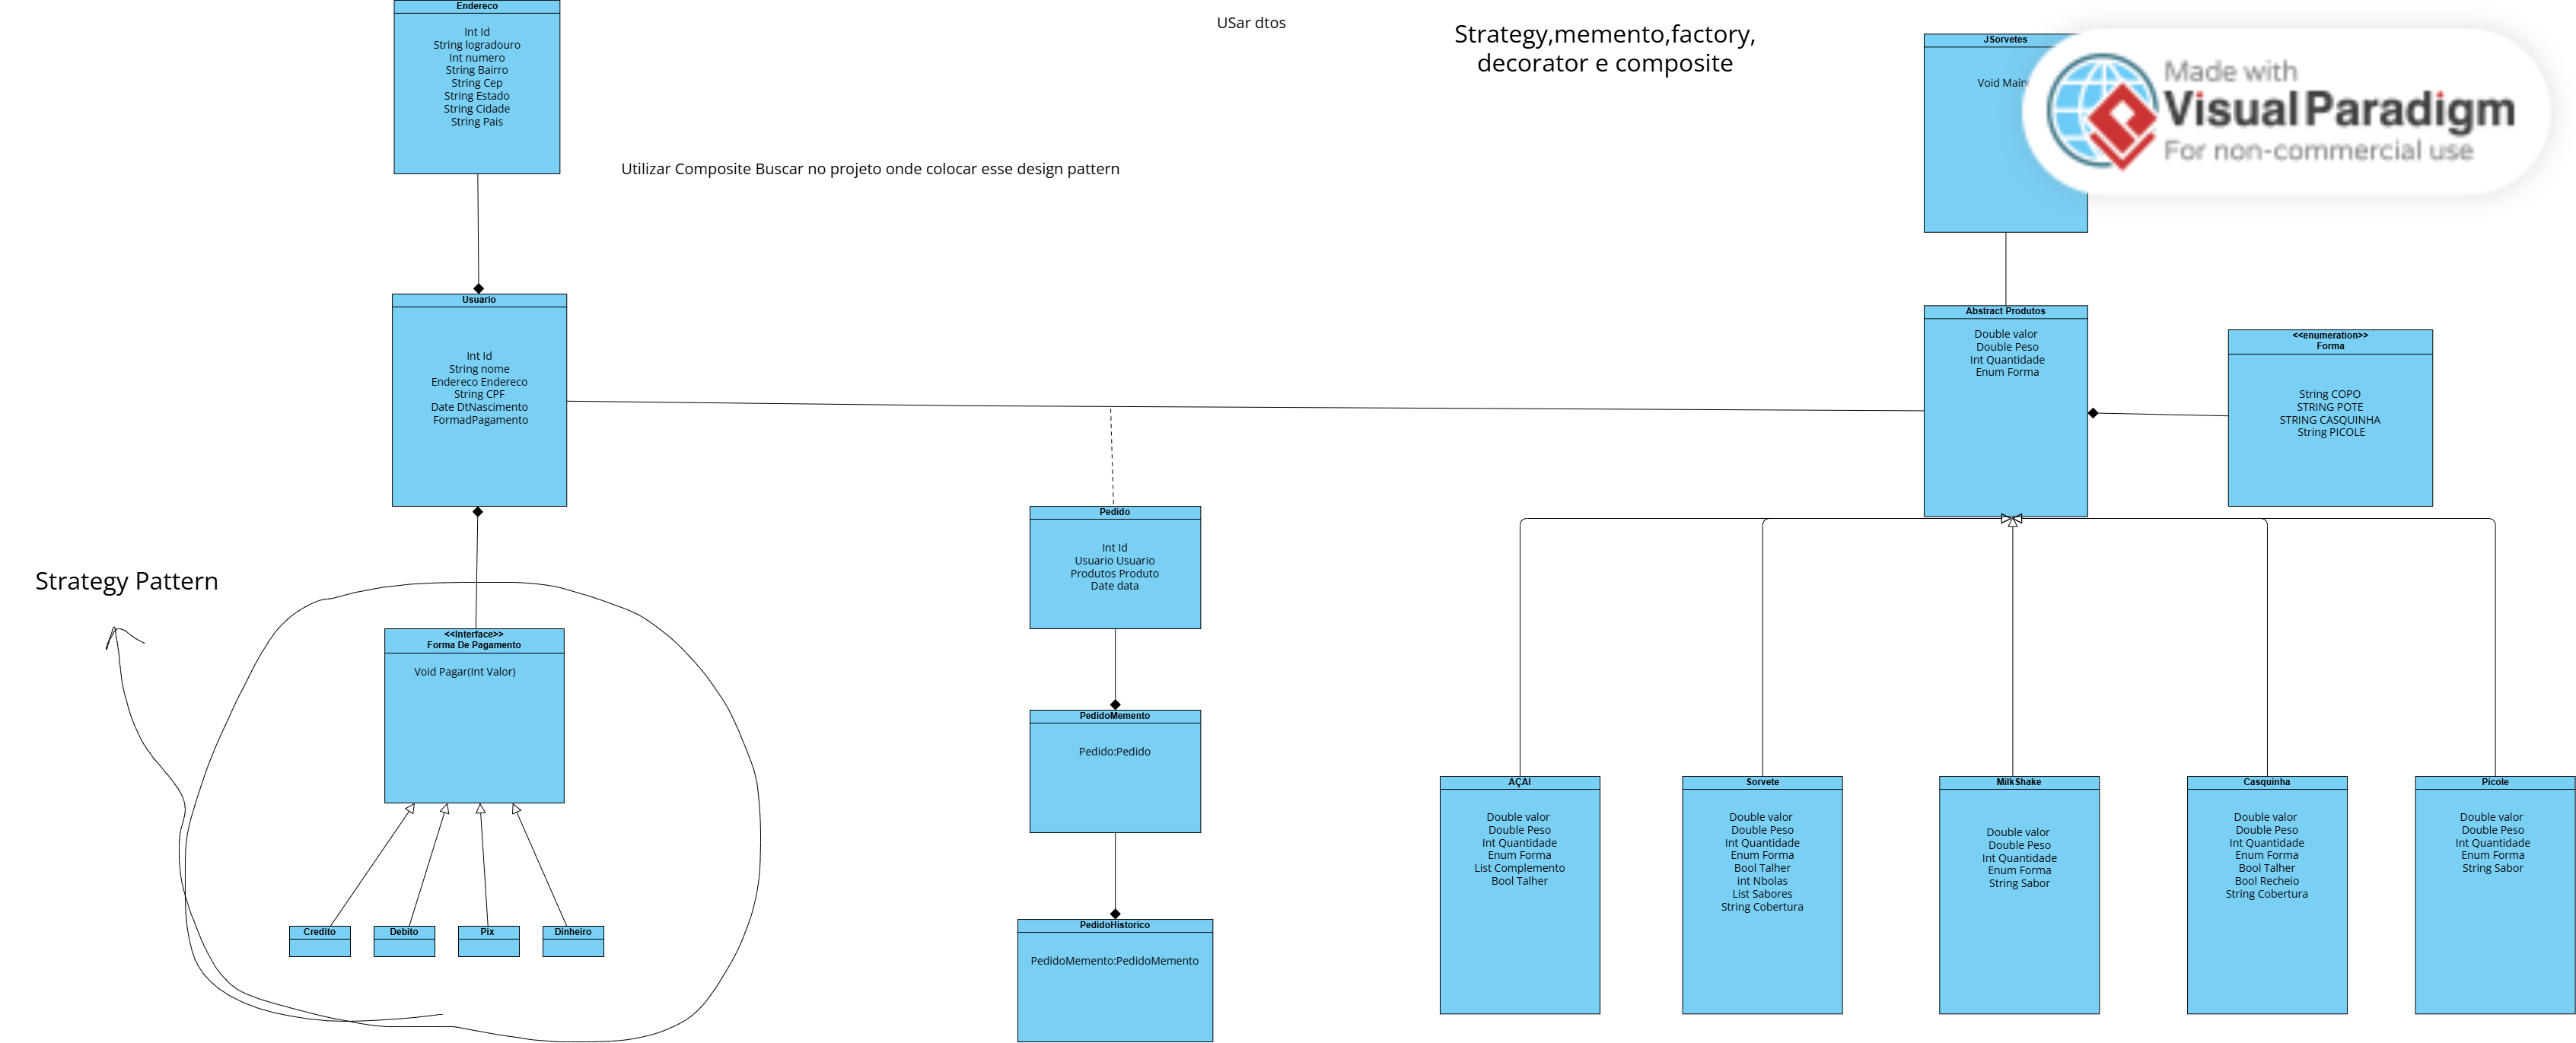 Endereco
Int Id
String logradouro
Int numero
String Bairro
String Cep
String Estado
String Cidade
String Pais
USar dtos
Strategy,memento,factory,
decorator e composite
JSorvetes
Void Main
Made with
Visual Paradigm
For non-commercial use
Utilizar Composite Buscar no projeto onde colocar esse design pattern
Usuario
Int Id
String nome
Endereco Endereco
String CPF
Date DtNascimento
FormadPagamento
Abstract Produtos
Double valor
Double Peso
Int Quantidade
Enum Forma
<<enumeration>>
Forma
String COPO
STRING POTE
STRING CASQUINHA
String PICOLE
Pedido
Int Id
Usuario Usuario
Produtos Produto
Date data
Strategy Pattern
<<Interface>>
Forma De Pagamento
Void Pagar(Int Valor)
PedidoMemento
Pedido:Pedido
Credito
Debito
Pix
Dinheiro
PedidoHistorico
PedidoMemento:PedidoMemento
AÇAI
Double valor
Double Peso
Int Quantidade
Enum Forma
List Complemento
Bool Talher
Sorvete
Double valor
Double Peso
Int Quantidade
Enum Forma
Bool Talher
int Nbolas
List Sabores
String Cobertura
MilkShake
Double valor
Double Peso
Int Quantidade
Enum Forma
String Sabor
Casquinha
Double valor
Double Peso
Int Quantidade
Enum Forma
Bool Talher
Bool Recheio
String Cobertura
Picole
Double valor
Double Peso
Int Quantidade
Enum Forma
String Sabor